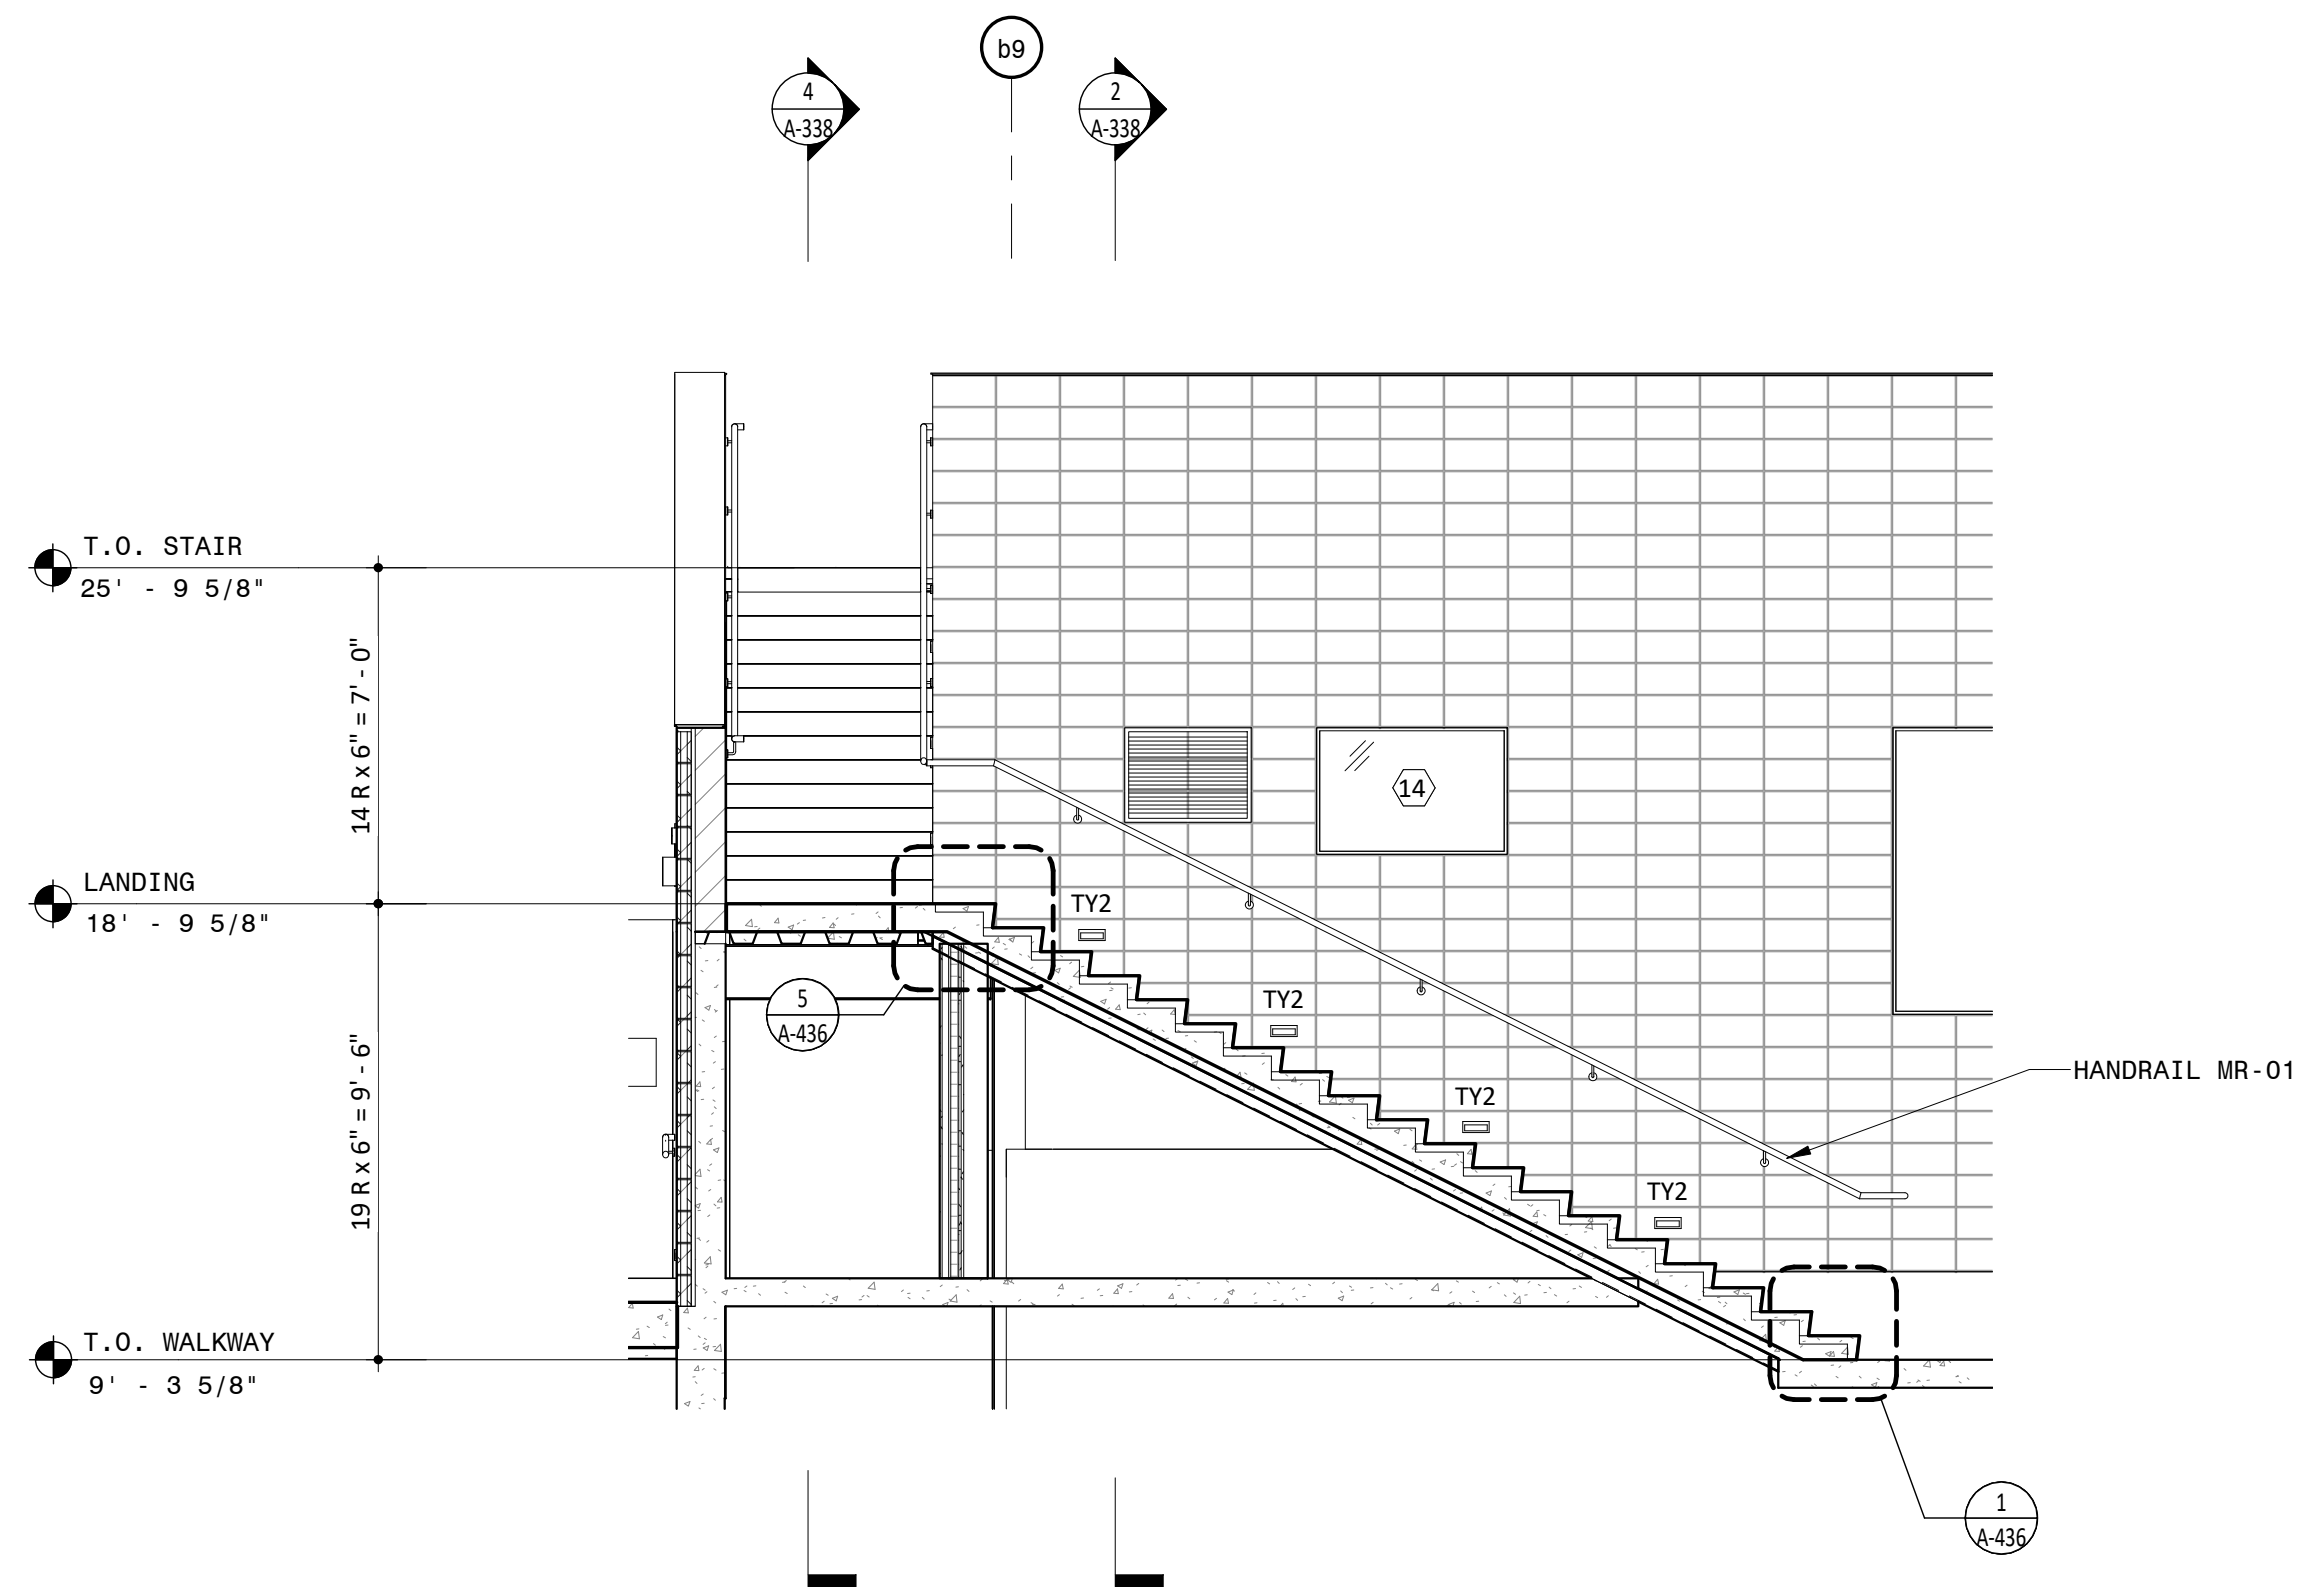 b9
4
A-338
2
A-338
T.O. STAIR
25' - 9 5/8"
14 R x 6" = 7' - 0"
14
LANDING
18' - 9 5/8"
TY2
5
A-436
TY2
19 R x 6" = 9' - 6"
HANDRAIL MR-01
TY2
TY2
T.O. WALKWAY
9' - 3 5/8"
1
A-436